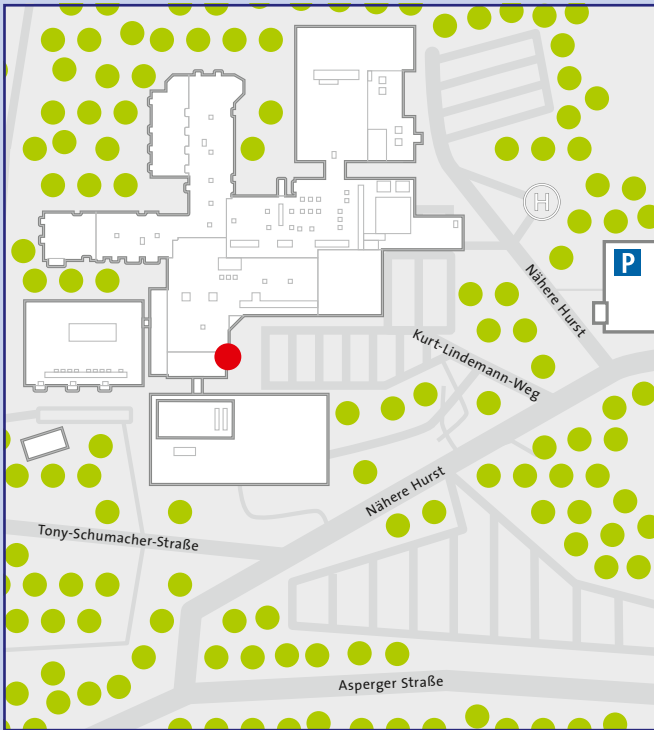 H
P
Nähere Hurst
Kurt-Lindemann-Weg
Nähere Hurst
Tony-Schumacher-Straße
Asperger Straße